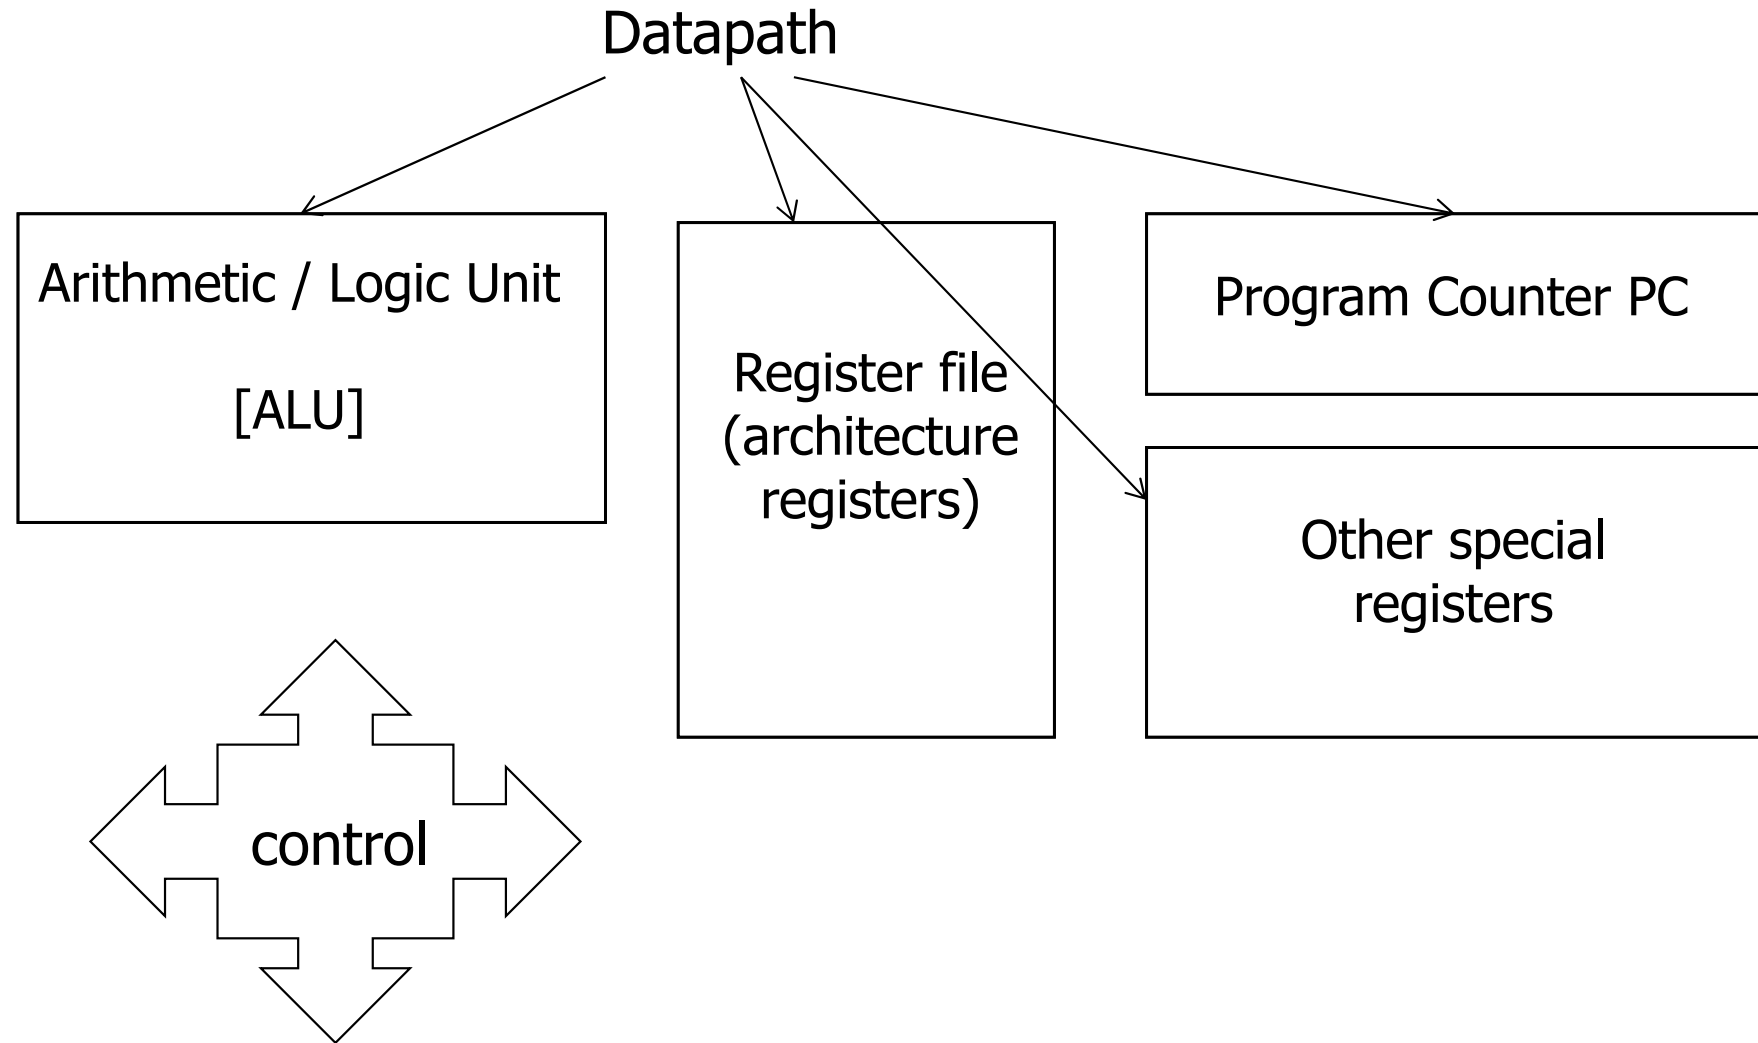 Datapath
Arithmetic / Logic Unit
[ALU]
Register file
(architecture
registers)
Program Counter PC
Other special
registers
control